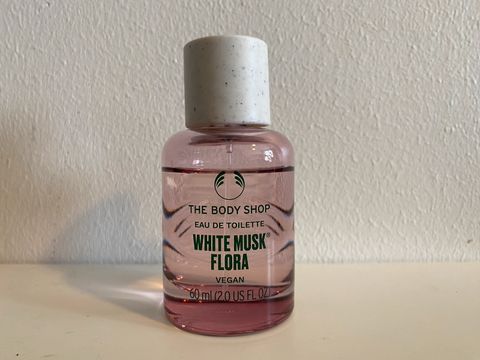 THE BODY SHOP
EAU DE TOILETTE
WHITE MUSK®
FLORA
VEGAN
60 ml (2.0 US FL OZ)